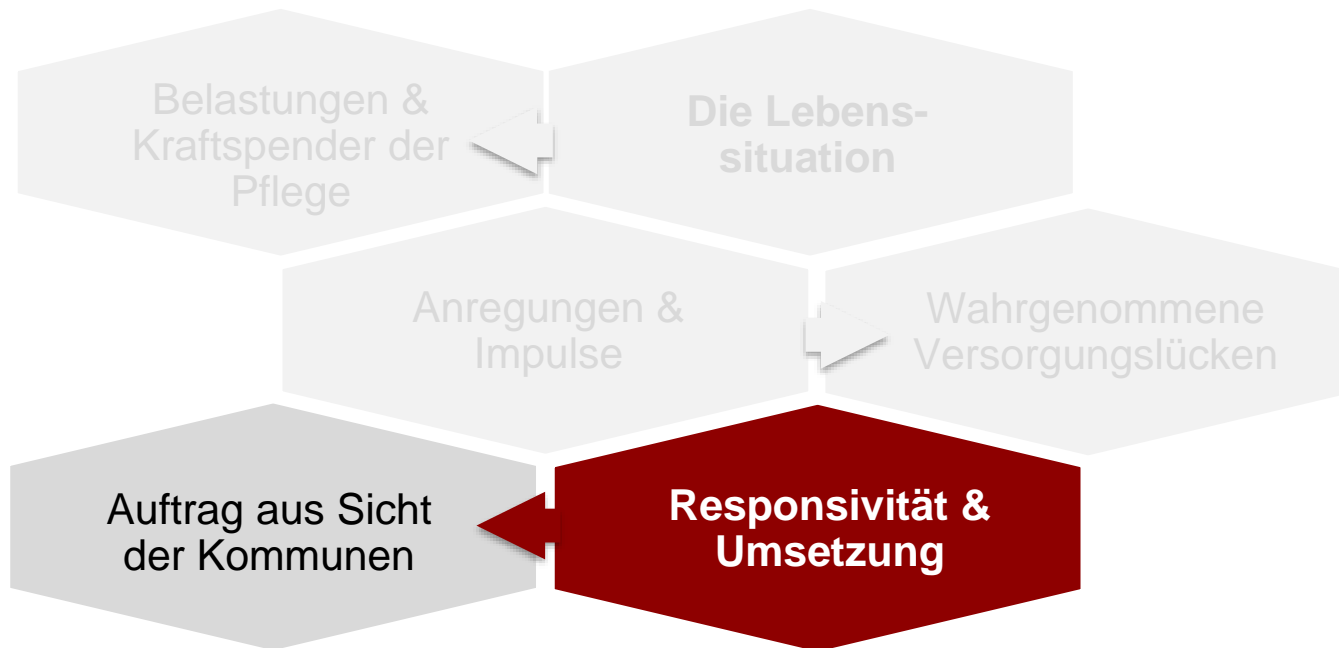 Belastungen &
Kraftspender der
Pflege
Die Lebens-
situation
Anregungen &
Impulse
Wahrgenommene
Versorgungslücken
Auftrag aus Sicht
der Kommunen
Responsivität &
Umsetzung